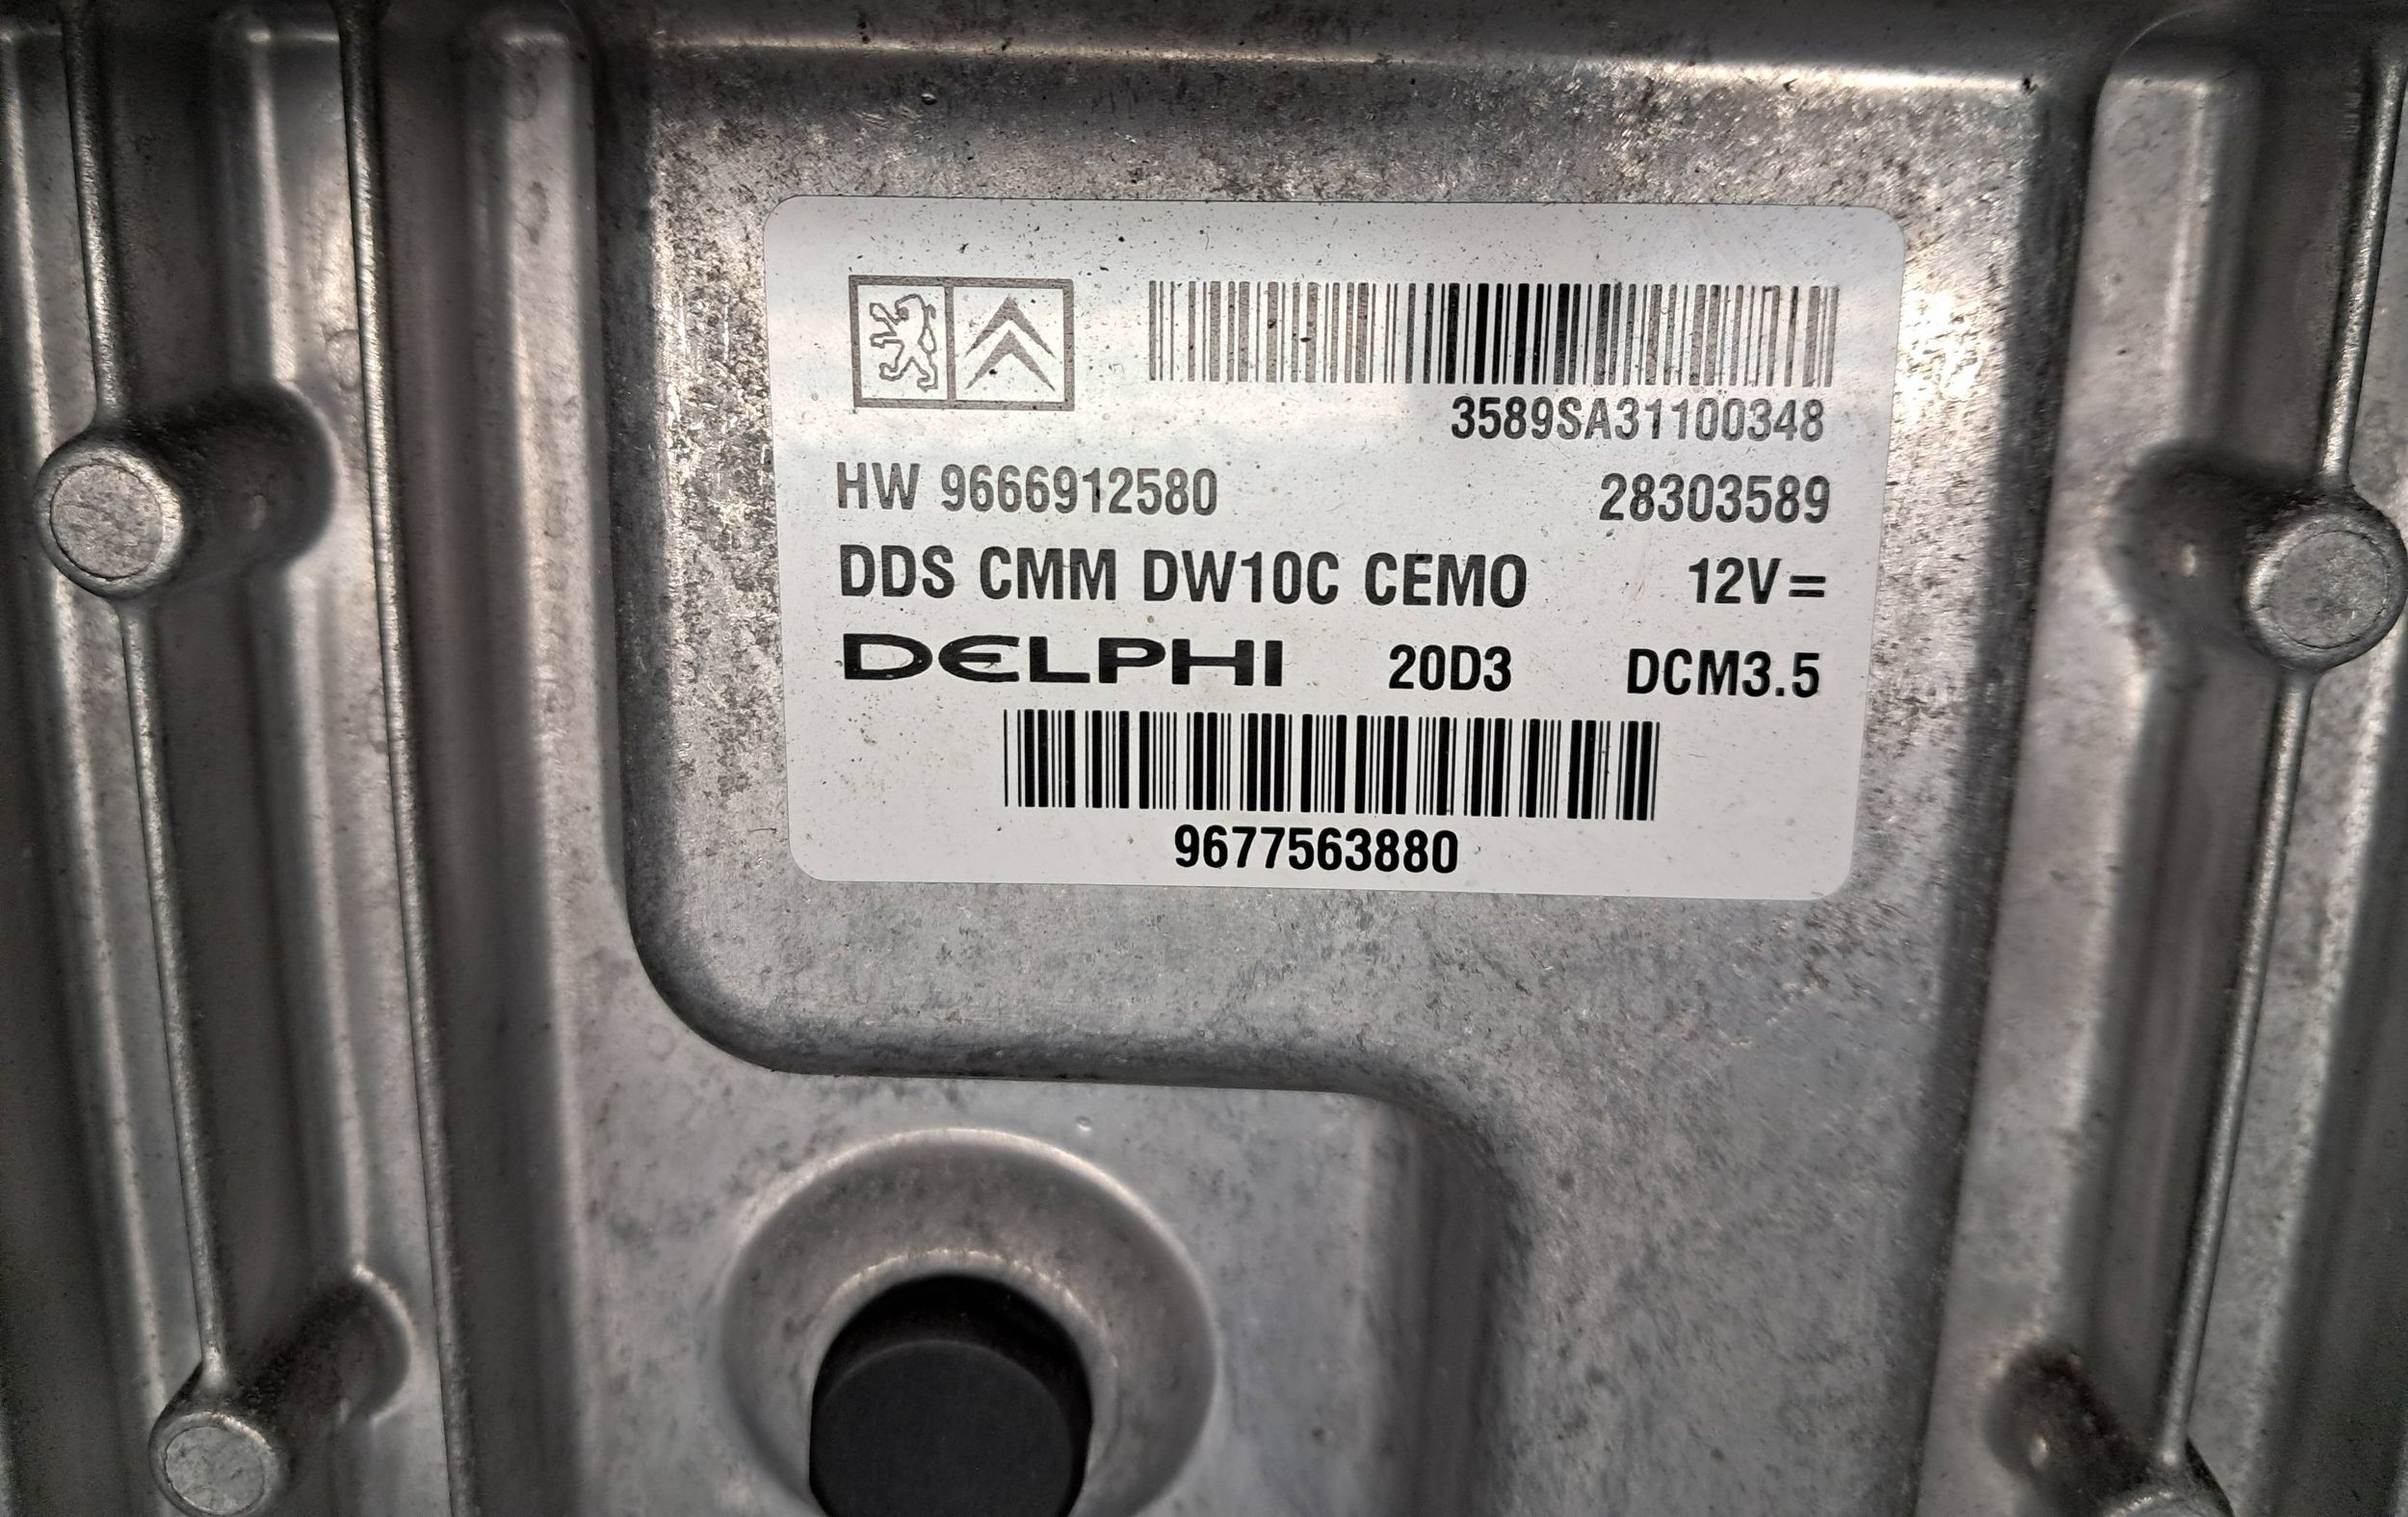 3589SA31100348
HW 9666912580 28303589
DDS CMM DW10C CEMO 12V=
DELPHI 20D3 DCM3.5
9677563880